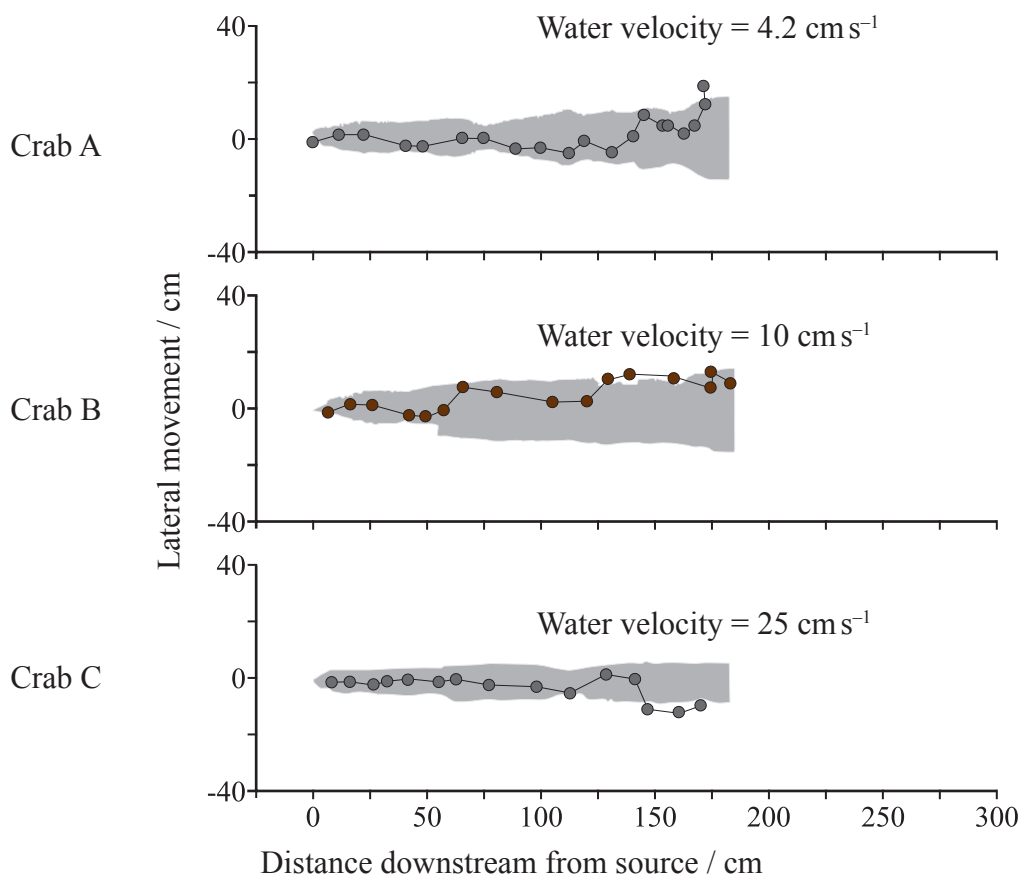 Water velocity = 4.2 cm s⁻¹
40
Crab A
0
-40
Water velocity = 10 cm s⁻¹
40
Crab B
0
-40
Lateral movement / cm
Water velocity = 25 cm s⁻¹
40
Crab C
0
-40
0 50 100 150 200 250 300
Distance downstream from source / cm